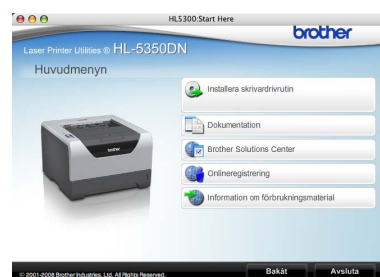 HL5300:Start Here
brother
Laser Printer Utilities ® HL-5350DN
Huvudmenyn
Installera skrivardrivrutin
Dokumentation
Brother Solutions Center
Onlineregistrering
Information om förbrukningsmaterial
brother
© 2001-2008 Brother Industries, Ltd. All Rights Reserved.
Bakåt
Avsluta